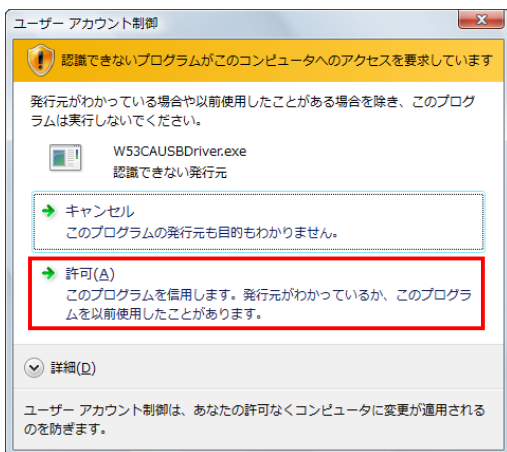 ユーザー アカウント制御
認識できないプログラムがこのコンピュータへのアクセスを要求しています
発行元がわかっている場合や以前使用したことがある場合を除き、このプログ
ラムは実行しないでください。
W53CAUSBDriver.exe
認識できない発行元
キャンセル
このプログラムの発行元も目的もわかりません。
許可(A)
このプログラムを信用します。発行元がわかっているか、このプログラ
ムを以前使用したことがあります。
詳細(D)
ユーザー アカウント制御は、あなたの許可なくコンピュータに変更が適用される
のを防ぎます。